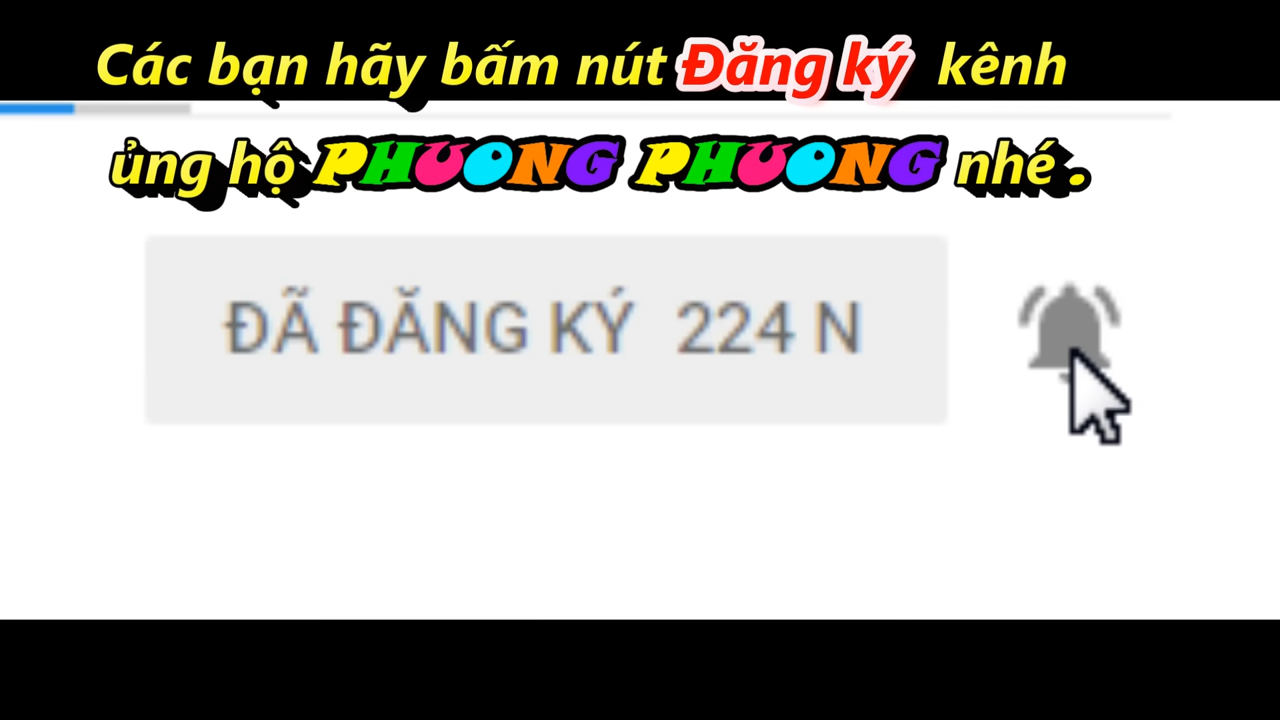 Các bạn hãy bấm nút Đăng ký kênh
ủng hộ PHUONG PHUONG nhé .
ĐÃ ĐĂNG KÝ 224 N